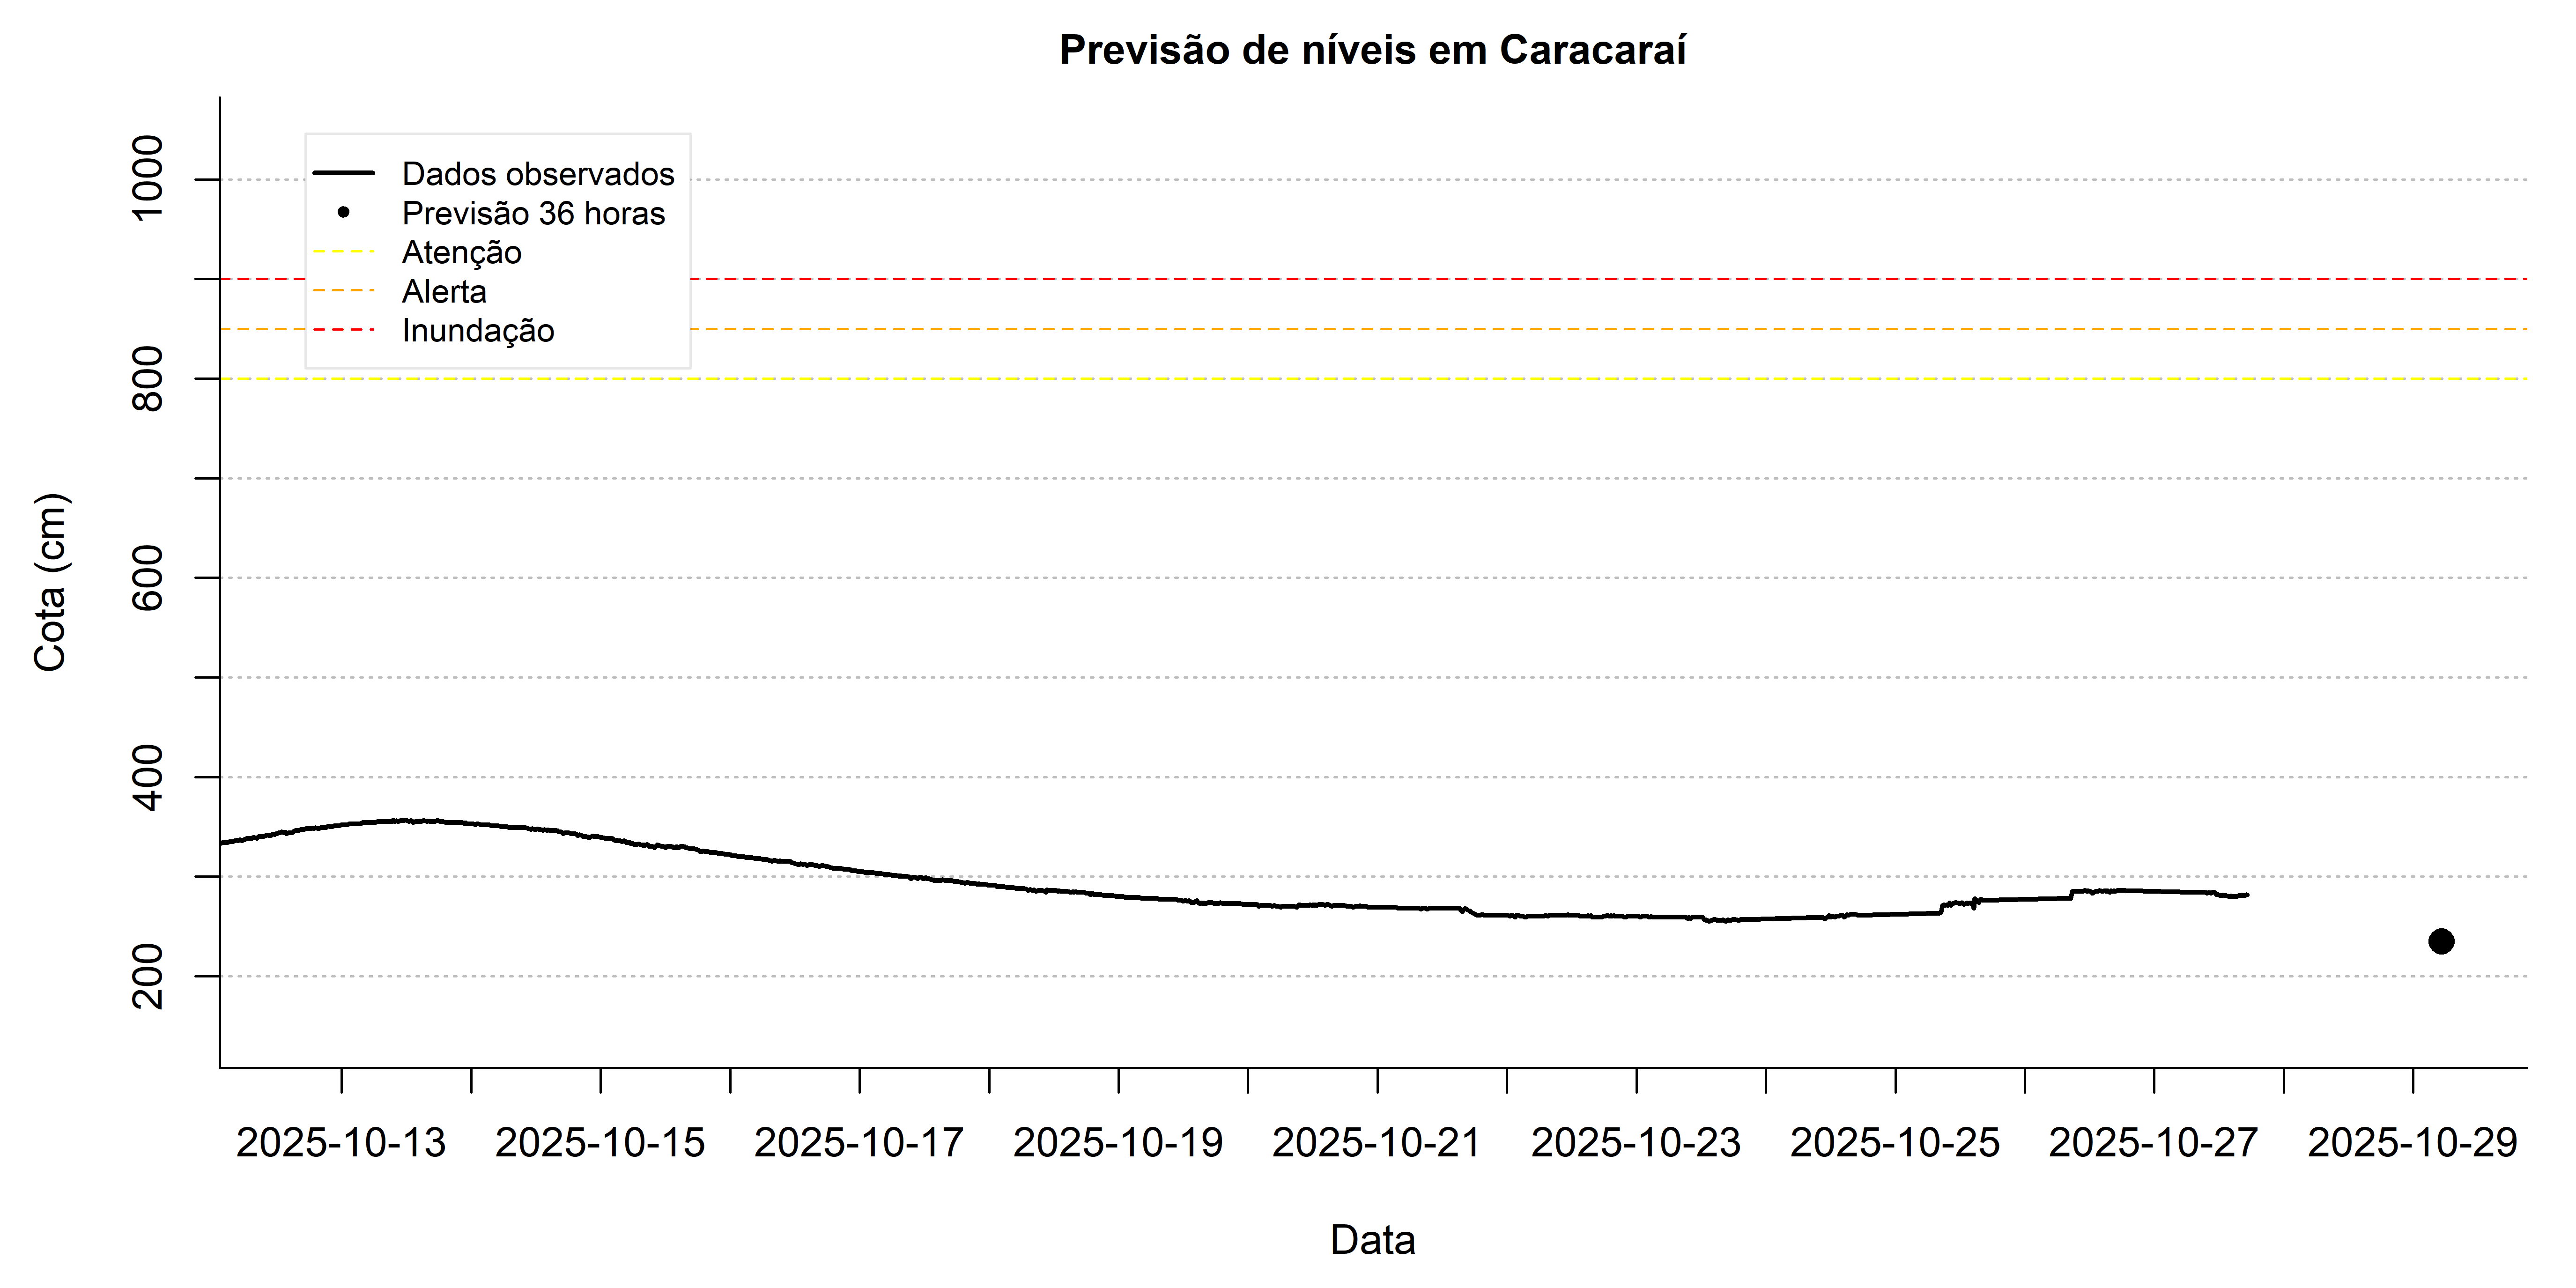 Previsão de níveis em Caracaraí
Dados observados
Previsão 36 horas
Atenção
Alerta
Inundação
Cota (cm)
1000
800
600
400
200
2025-10-13
2025-10-15
2025-10-17
2025-10-19
2025-10-21
2025-10-23
2025-10-25
2025-10-27
2025-10-29
Data